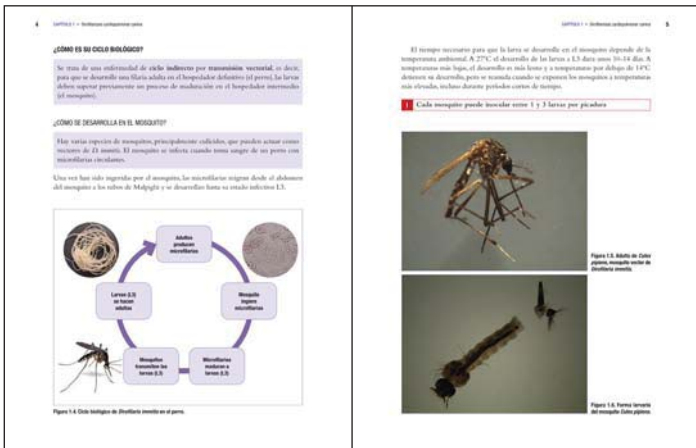 4 CAPÍTULO 1 • Dirofilariosis cardiopulmonar canina
¿CÓMO ES SU CICLO BIOLÓGICO?
Se trata de una enfermedad de ciclo indirecto por transmisión vectorial, es decir,
para que se desarrolle una filaria adulta en el hospedador definitivo (el perro), las larvas
deben superar previamente un proceso de maduración en el hospedador intermedio
(el mosquito).
¿CÓMO SE DESARROLLA EN EL MOSQUITO?
Hay varias especies de mosquitos, principalmente culícidos, que pueden actuar como
vectores de D. immitis. El mosquito se infecta cuando toma sangre de un perro con
microfilarias circulantes.
Una vez han sido ingeridas por el mosquito, las microfilarias migran desde el abdomen
del mosquito a los tubos de Malpighi y se desarrollan hasta su estado infectivo L3.
Adultos
producen
microfilarias
Mosquito
ingiere
microfilarias
Microfilarias
maduran a
larvas (L3)
Mosquitos
transmiten las
larvas (L3)
Larvas (L3)
se hacen
adultas
Figura 1.4. Ciclo biológico de Dirofilaria immitis en el perro.
CAPÍTULO 1 • Dirofilariosis cardiopulmonar canina 5
El tiempo necesario para que la larva se desarrolle en el mosquito depende de la
temperatura ambiental. A 27°C el desarrollo de las larvas a L3 dura unos 10-14 días. A
temperaturas más bajas, el desarrollo es más lento y a temperaturas por debajo de 14°C
detienen su desarrollo, pero se reanuda cuando se exponen los mosquitos a temperaturas
más elevadas, incluso durante períodos cortos de tiempo.
! Cada mosquito puede inocular entre 1 y 3 larvas por picadura
Figura 1.5. Adulto de Culex
pipiens, mosquito vector de
Dirofilaria immitis.
Figura 1.6. Forma larvaria
del mosquito Culex pipiens.